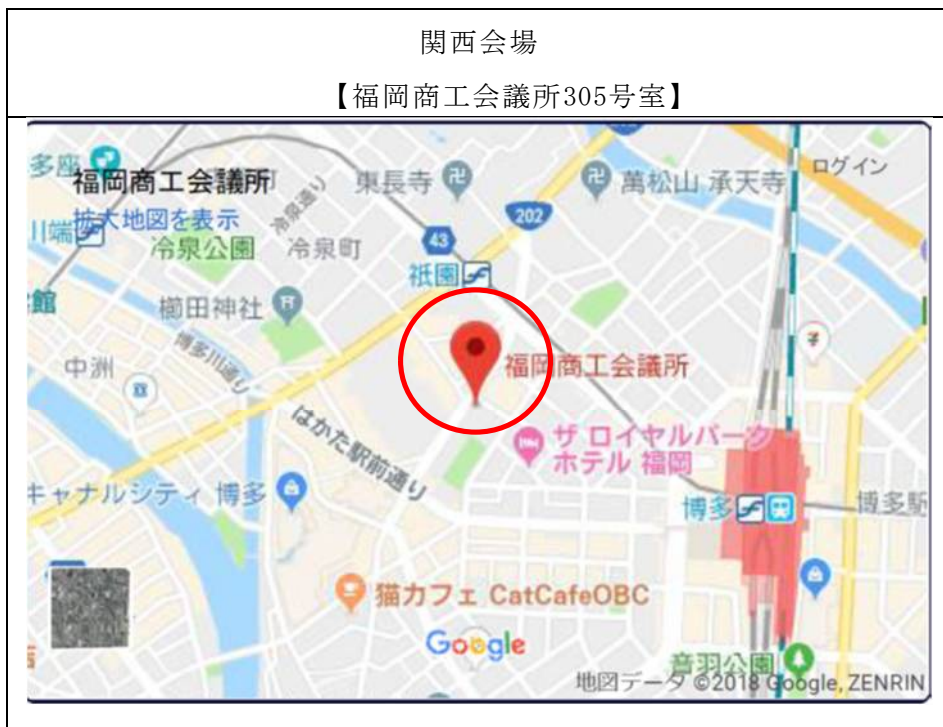 関西会場
【福岡商工会議所305号室】
多座
福岡商工会議所
拡大地図を表示
東長寺
萬松山 承天寺
ログイン
冷泉通り
202
川端
冷泉公園
冷泉町
43
祇園
館
櫛田神社
福岡商工会議所
中洲
博多川通り
はかた駅前通り
ザ ロイヤルパーク
ホテル 福岡
キャナルシティ 博多
博多
博多駅
猫カフェ CatCafeOBC
Google
音羽公園
地図データ ©2018 Google, ZENRIN